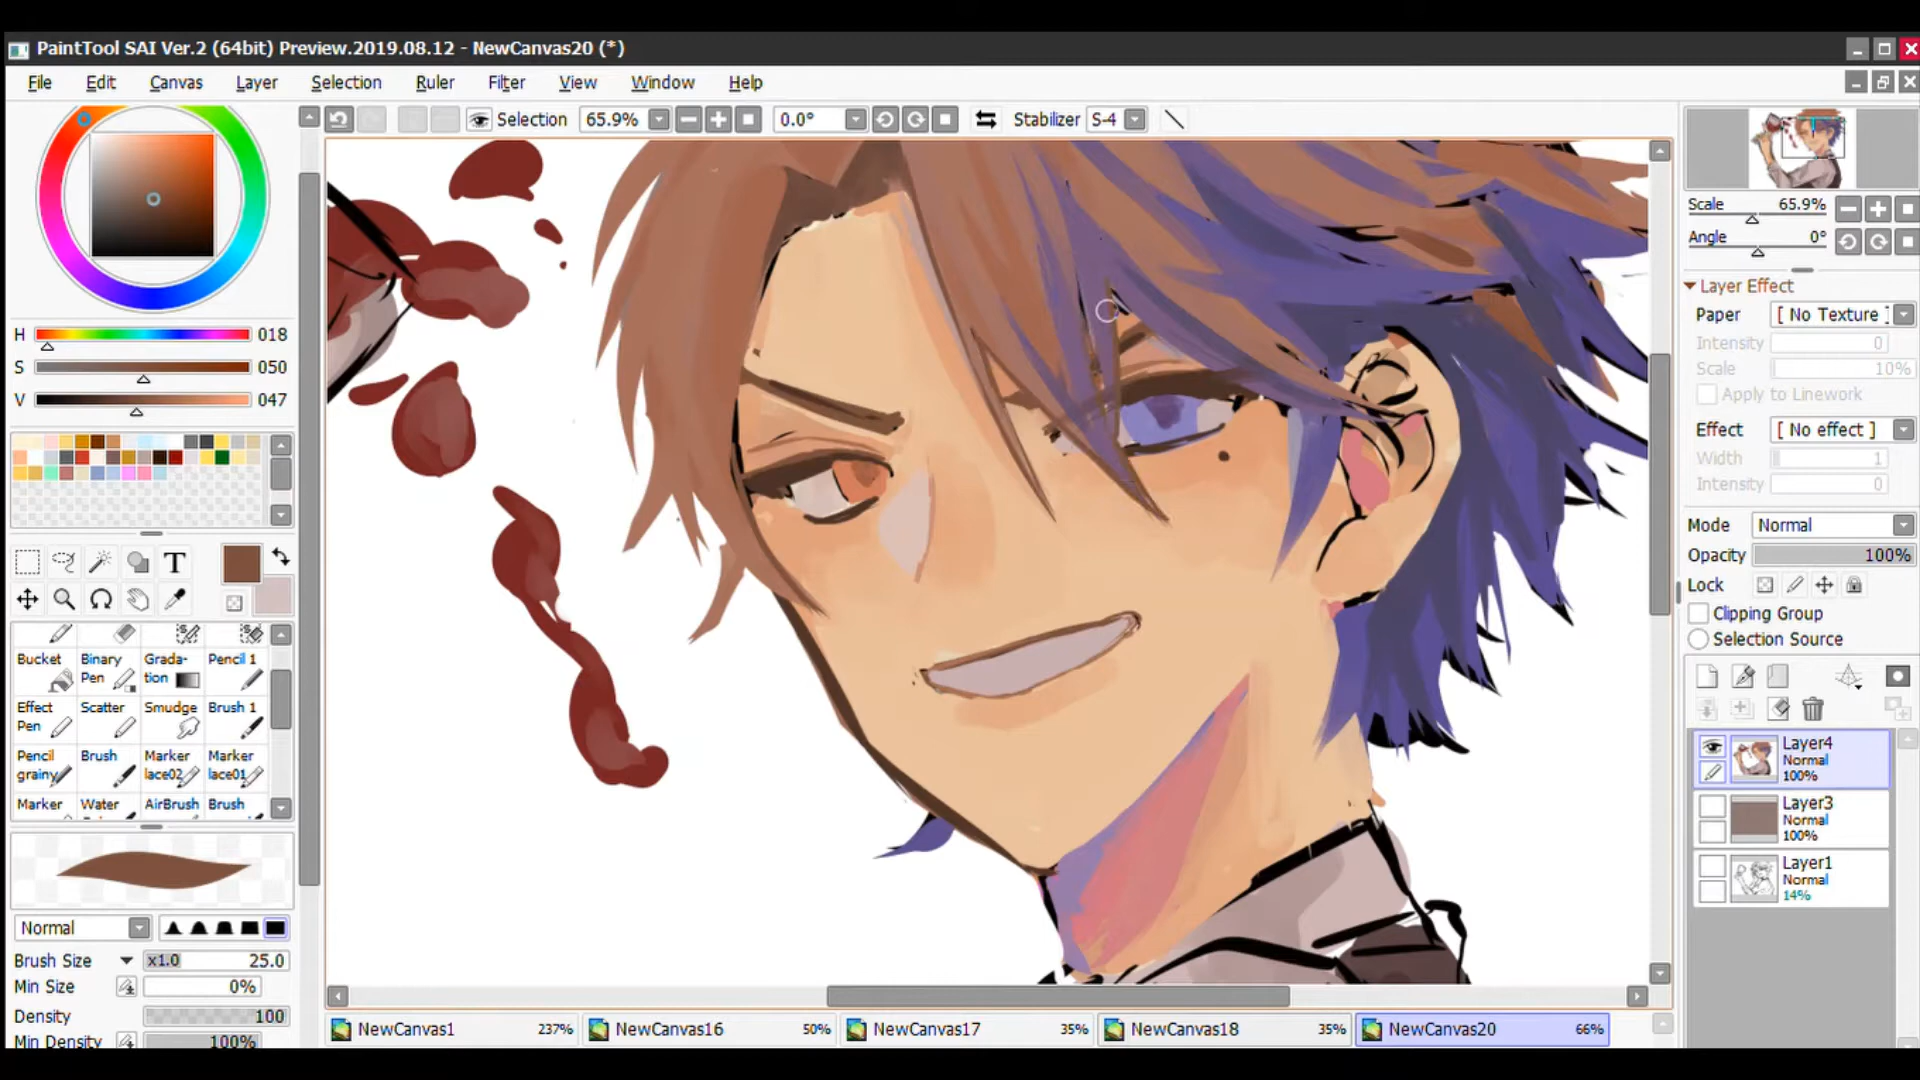 PaintTool SAI Ver.2 (64bit) Preview.2019.08.12 - NewCanvas20 (*)
File Edit Canvas Layer Selection Ruler Filter View Window Help
Selection 65.9% 0.0° Stabilizer S-4
H 018
S 050
V 047
T
Bucket Binary Pen Grada-tion Pencil 1
Effect Pen Scatter Smudge Brush 1
Pencil grainy Brush Marker lace02 Marker lace01
Marker Water AirBrush Brush
Normal
Brush Size x1.0 25.0
Min Size 0%
Density 100
Min Density 100%
Scale 65.9%
Angle 0°
Layer Effect
Paper [ No Texture ]
Intensity 0
Scale 10%
Apply to Linework
Effect [ No effect ]
Width 1
Intensity 0
Mode Normal
Opacity 100%
Lock
Clipping Group
Selection Source
Layer4
Normal
100%
Layer3
Normal
100%
Layer1
Normal
14%
NewCanvas1 237% NewCanvas16 50% NewCanvas17 35% NewCanvas18 35% NewCanvas20 66%